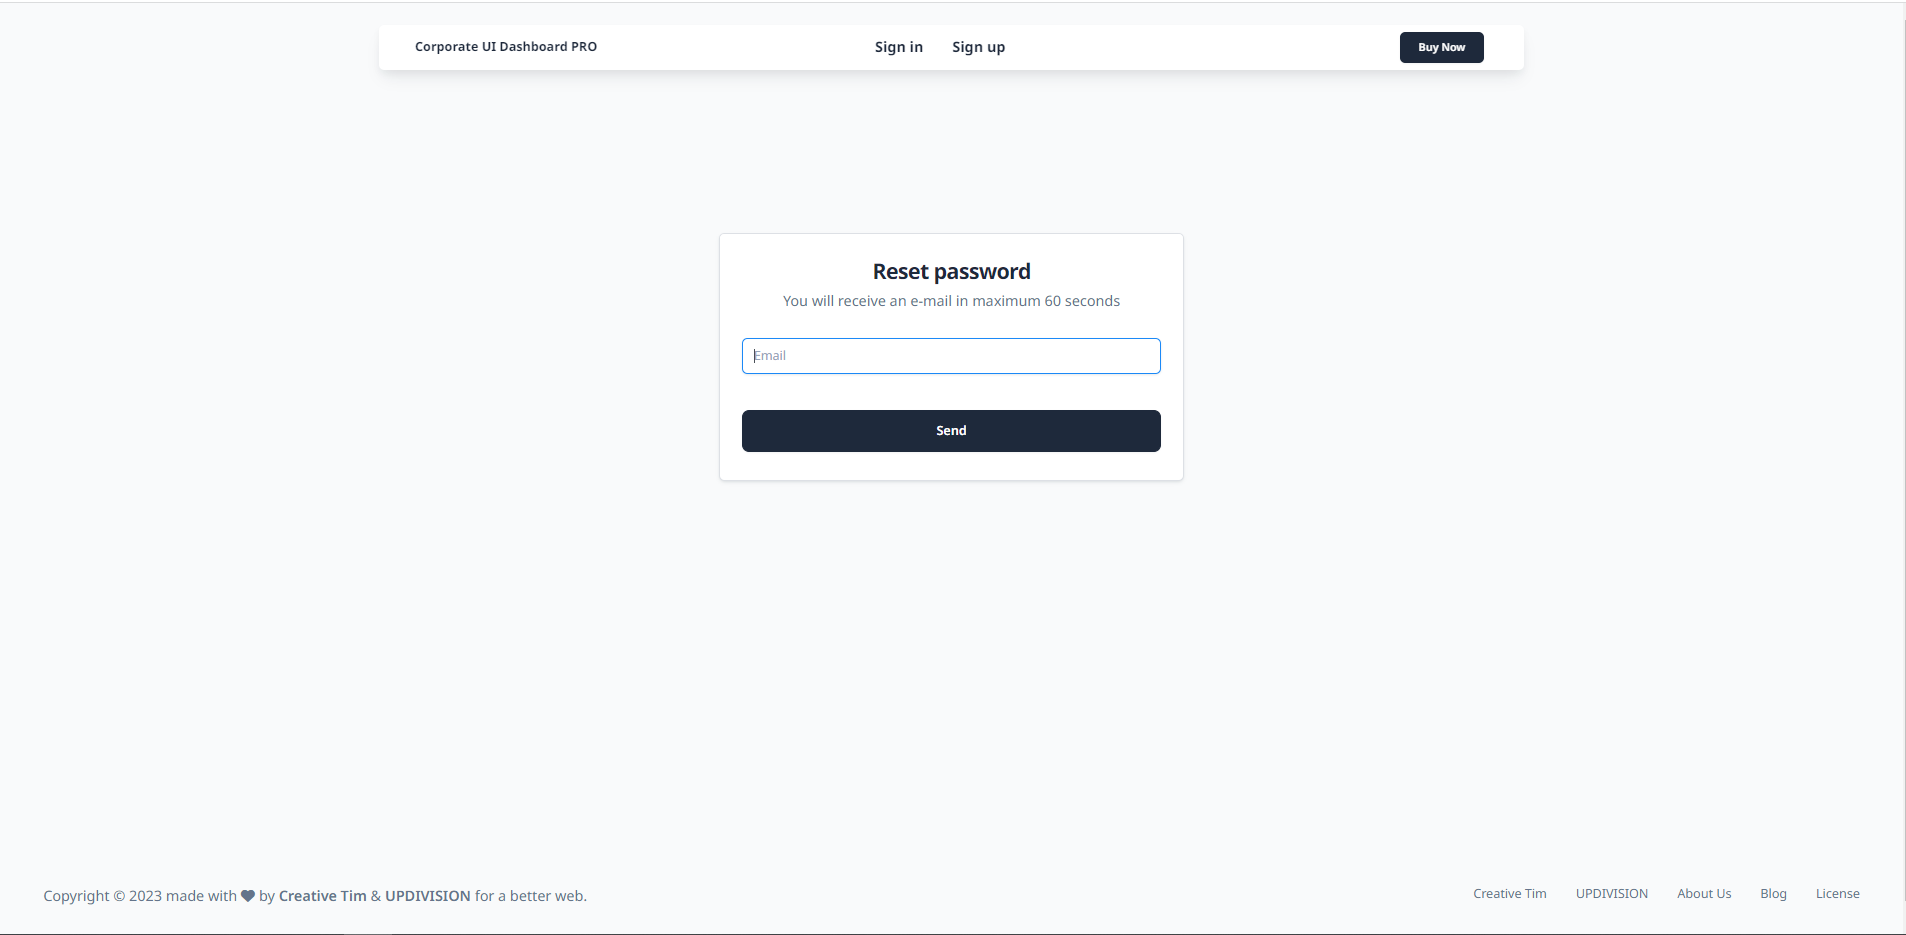 Corporate UI Dashboard PRO
Sign in
Sign up
Buy Now
Reset password
You will receive an e-mail in maximum 60 seconds
Email
Send
Copyright © 2023 made with ♥ by Creative Tim & UPDIVISION for a better web.
Creative Tim
UPDIVISION
About Us
Blog
License